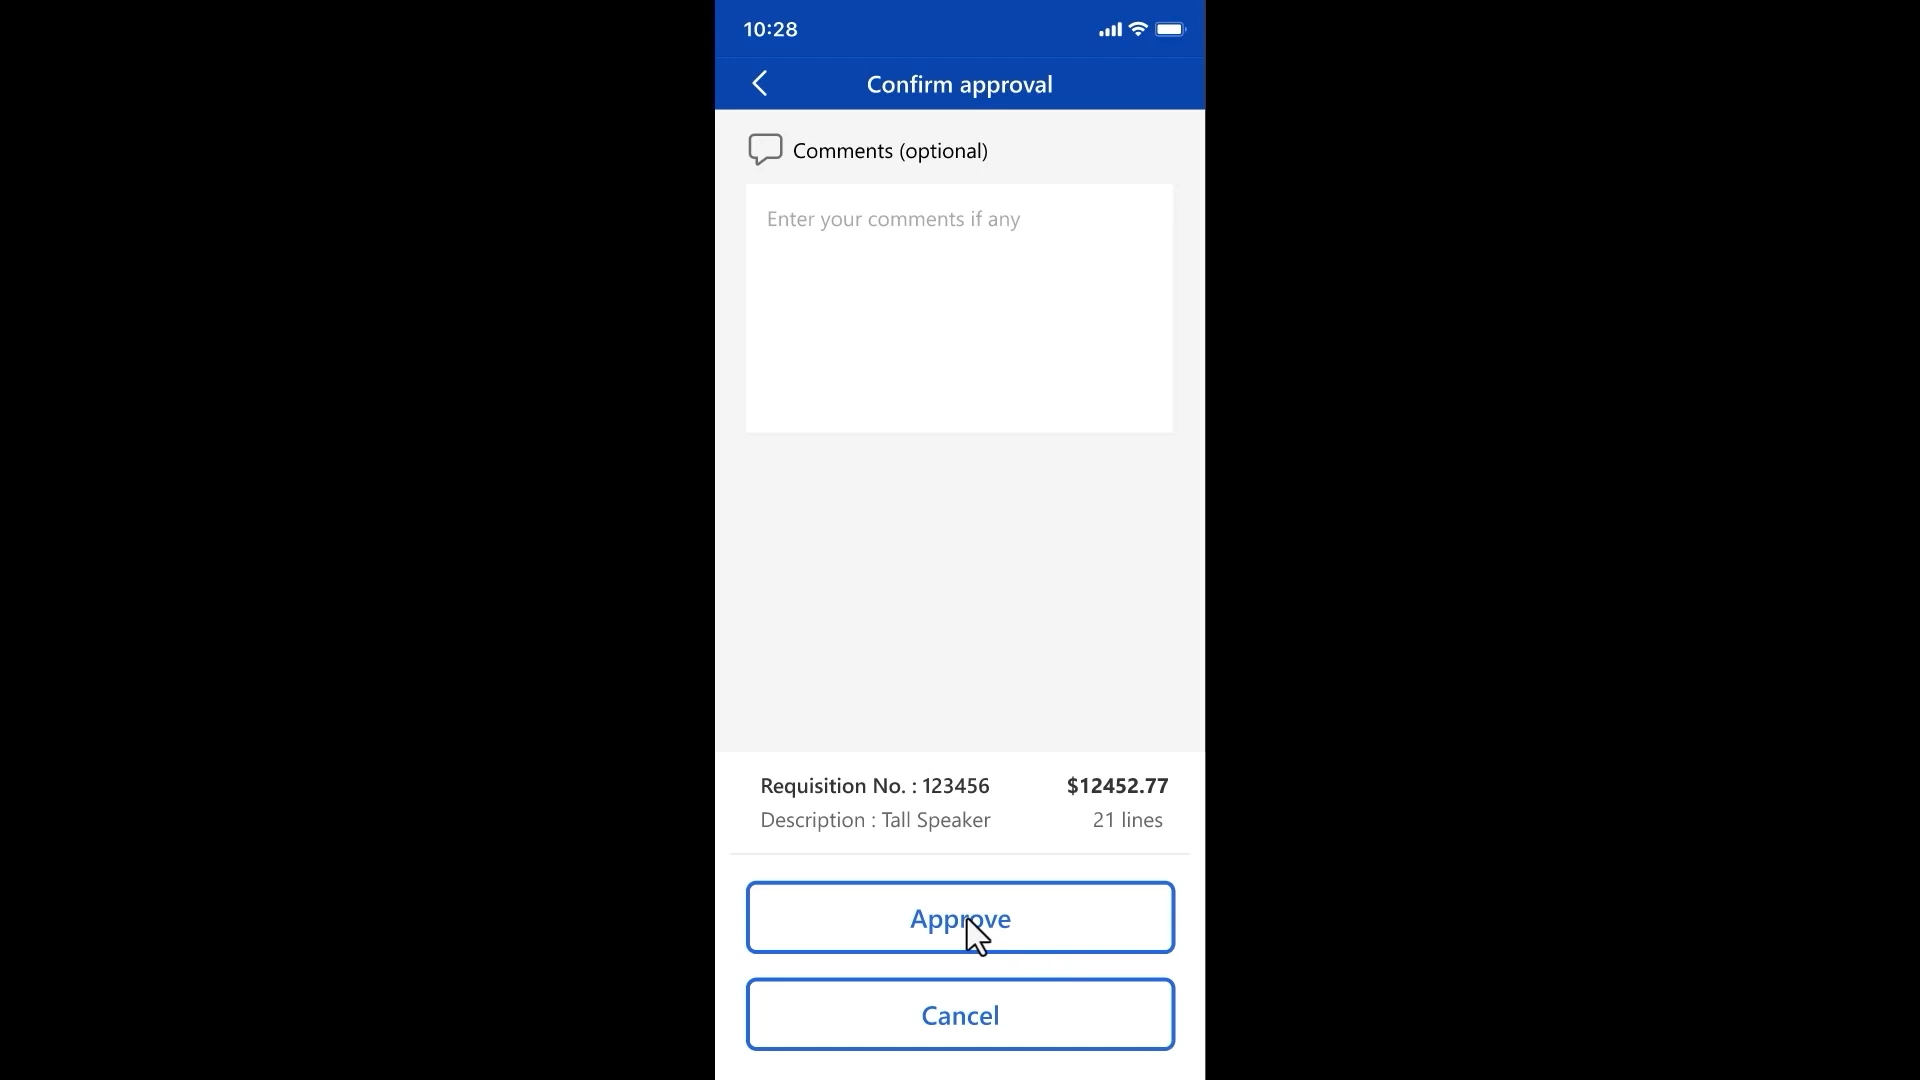 10:28
Confirm approval
Comments (optional)
Enter your comments if any
Requisition No. : 123456 $12452.77
Description : Tall Speaker 21 lines
Approve
Cancel